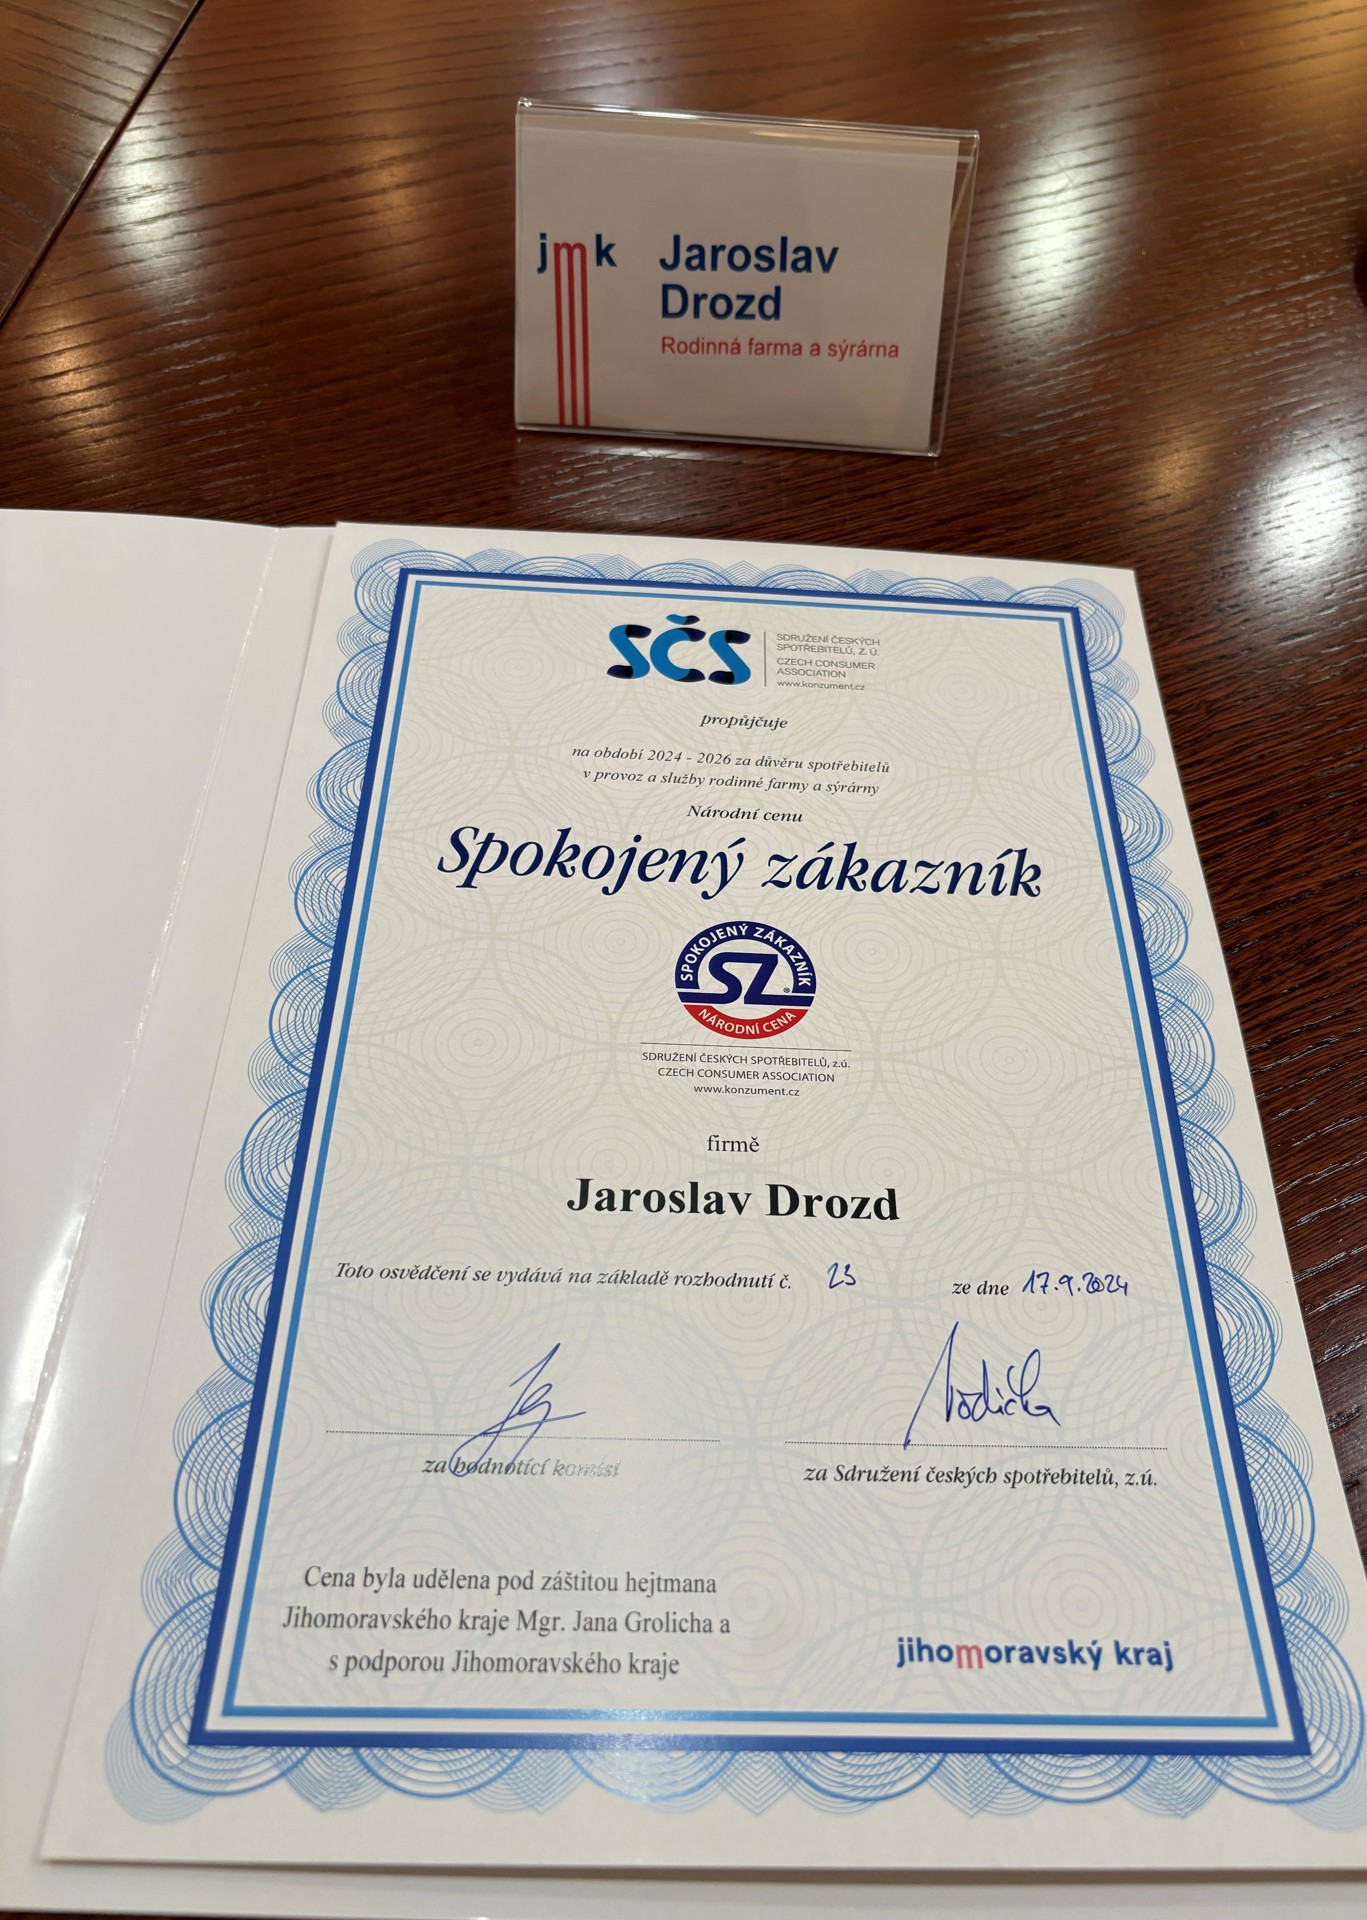 jmk
Jaroslav
Drozd
Rodinná farma a sýrárna
SČS
SDRUŽENÍ ČESKÝCH
SPOTŘEBITELŮ, Z. Ú.
CZECH CONSUMER
ASSOCIATION
www.konzument.cz
propůjčuje
na období 2024 - 2026 za důvěru spotřebitelů
v provoz a služby rodinné farmy a sýrárny
Národní cenu
Spokojený zákazník
SPOKOJENÝ ZÁKAZNÍK
SZ®
NÁRODNÍ CENA
SDRUŽENÍ ČESKÝCH SPOTŘEBITELŮ, z.ú.
CZECH CONSUMER ASSOCIATION
www.konzument.cz
firmě
Jaroslav Drozd
Toto osvědčení se vydává na základě rozhodnutí č. 23 ze dne 17.9.2024
za hodnotící komisi
za Sdružení českých spotřebitelů, z.ú.
Cena byla udělena pod záštitou hejtmana
Jihomoravského kraje Mgr. Jana Grolicha a
s podporou Jihomoravského kraje
jihomoravský kraj